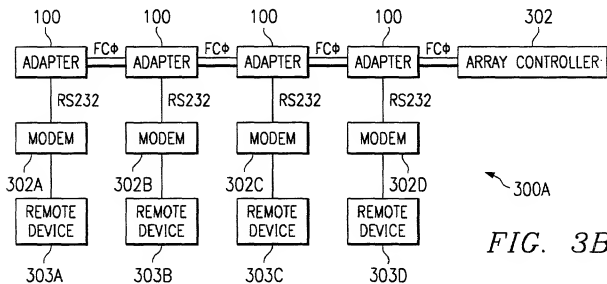 100 100 100 100 302
FCΦ FCΦ FCΦ FCΦ
ADAPTER ADAPTER ADAPTER ADAPTER ARRAY CONTROLLER
RS232 RS232 RS232 RS232
MODEM MODEM MODEM MODEM
302A 302B 302C 302D
300A
REMOTE DEVICE REMOTE DEVICE REMOTE DEVICE REMOTE DEVICE
FIG. 3B
303A 303B 303C 303D